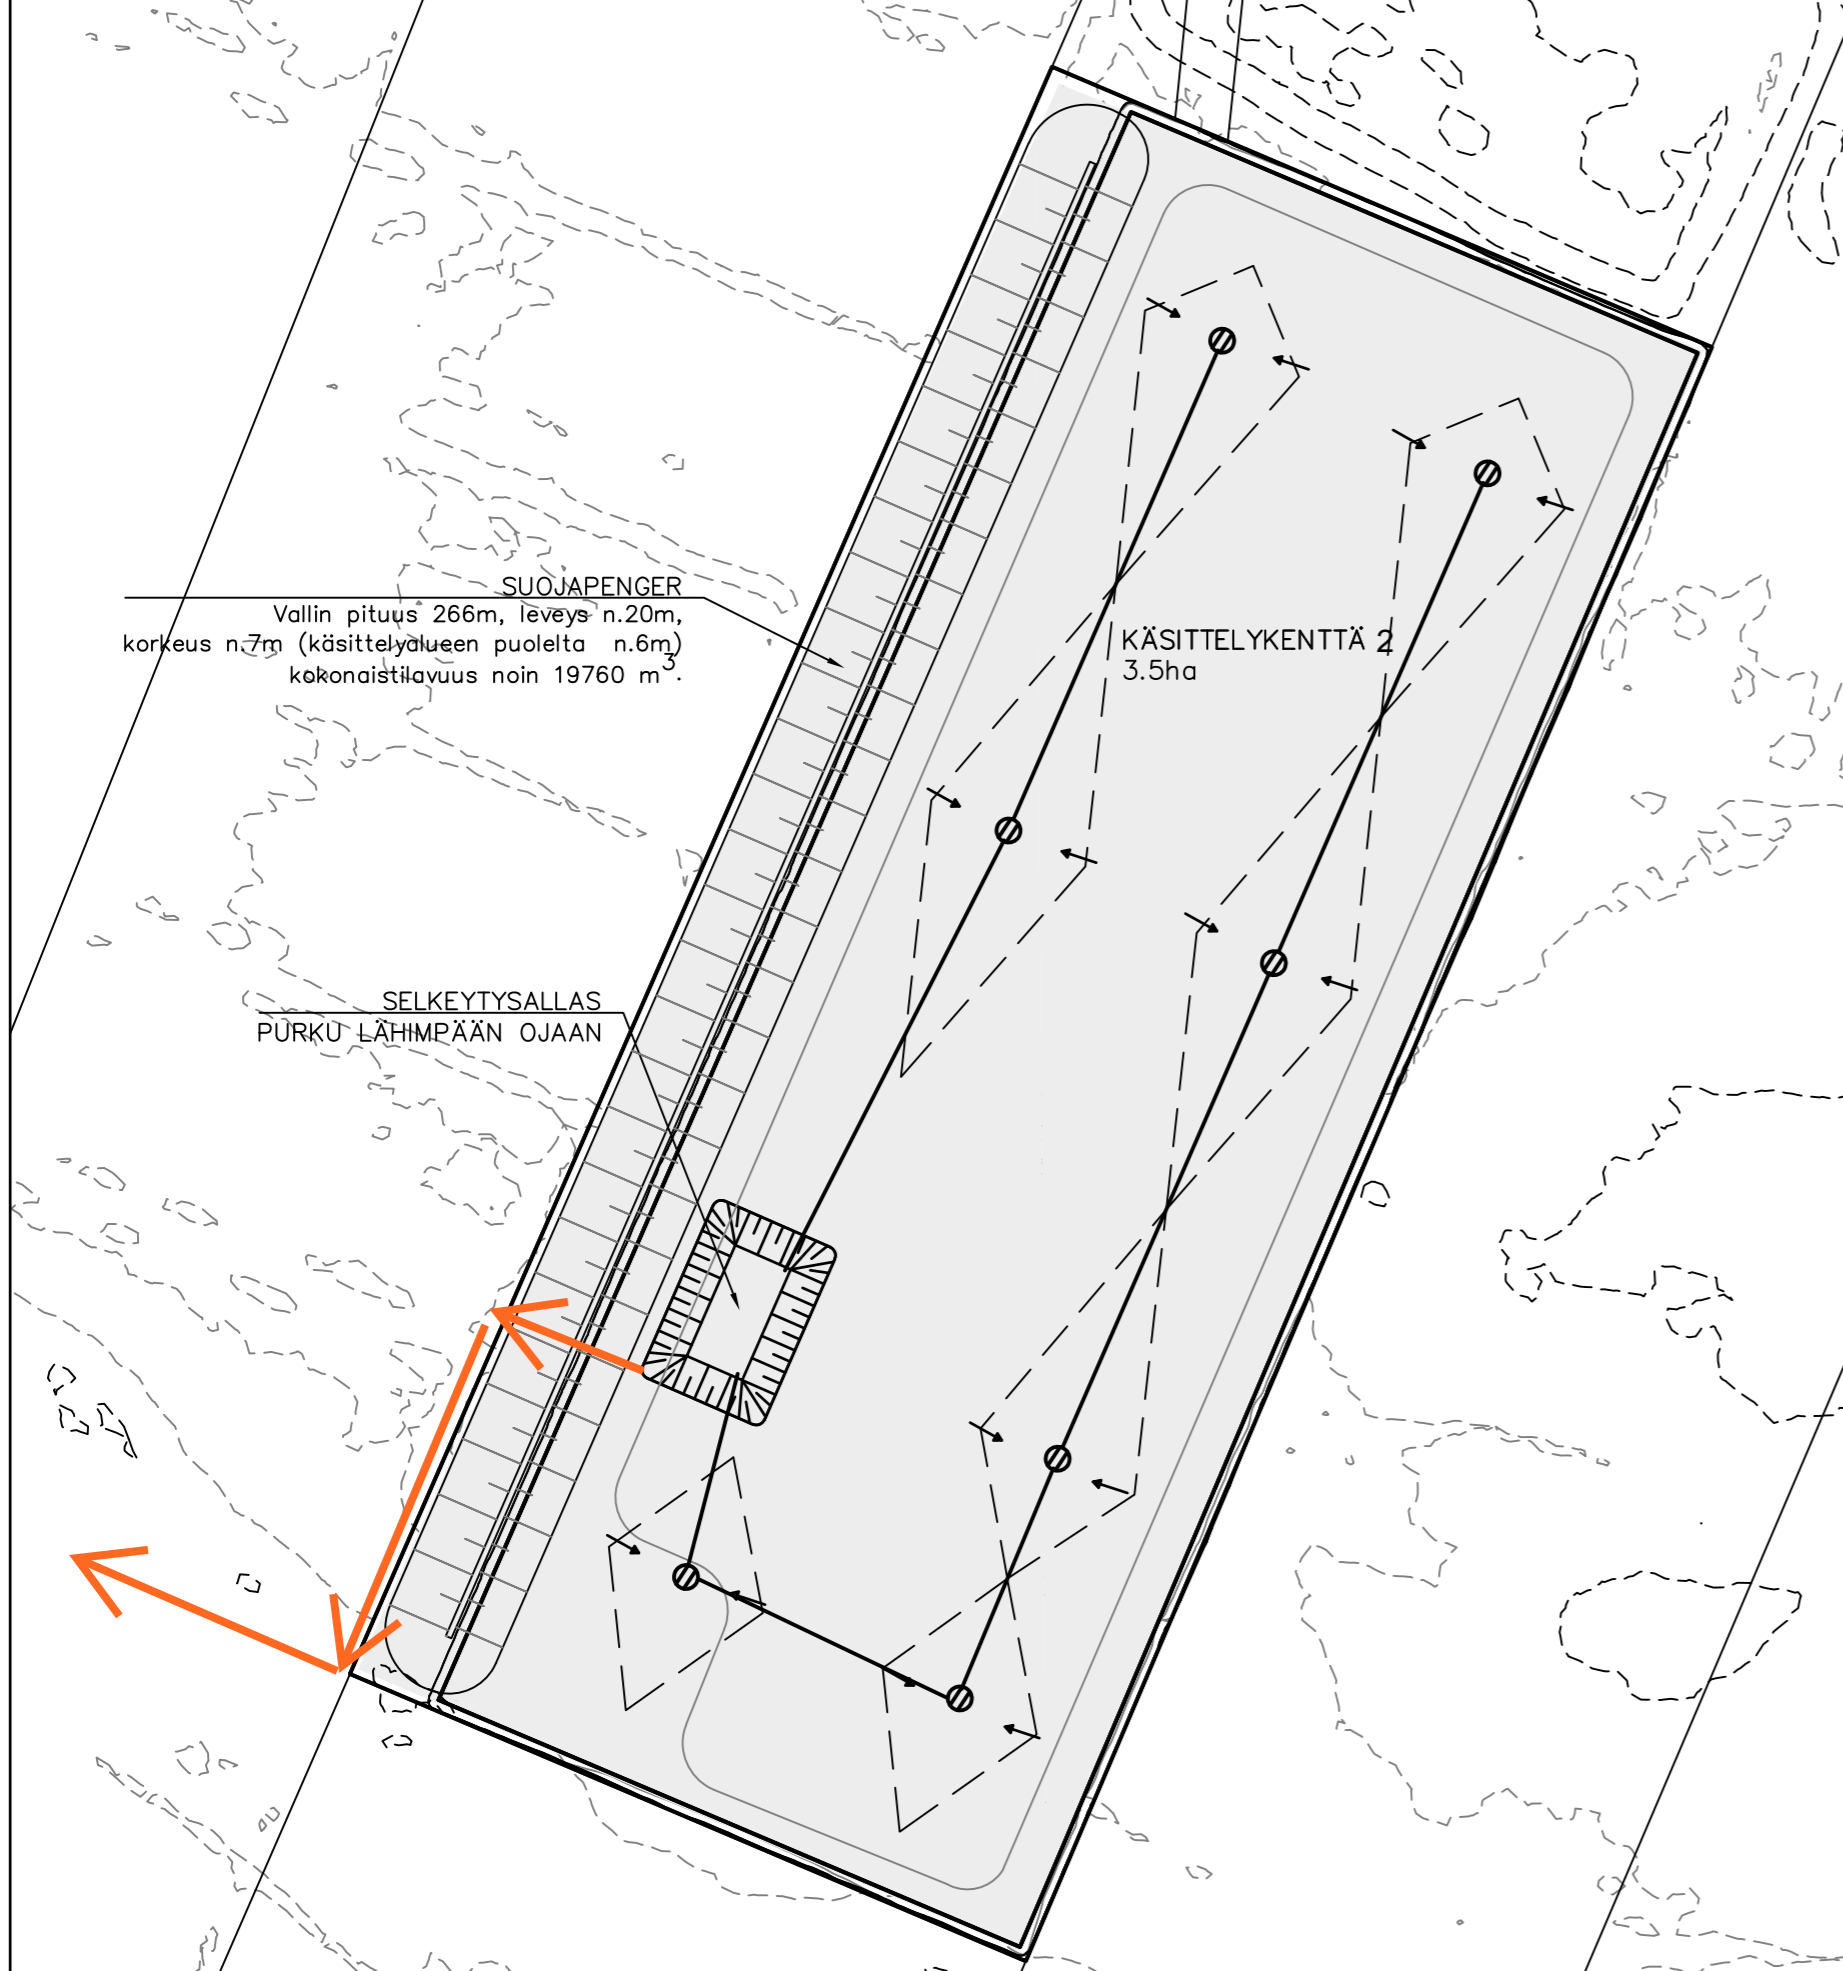 SUOJAPENGER
Vallin pituus 266m, leveys n.20m,
korkeus n.7m (käsittelyalueen puolelta n.6m)
kokonaistilavuus noin 19760 m³.
KÄSITTELYKENTTÄ 2
3.5ha
SELKEYTYSALLAS
PURKU LÄHIMPÄÄN OJAAN